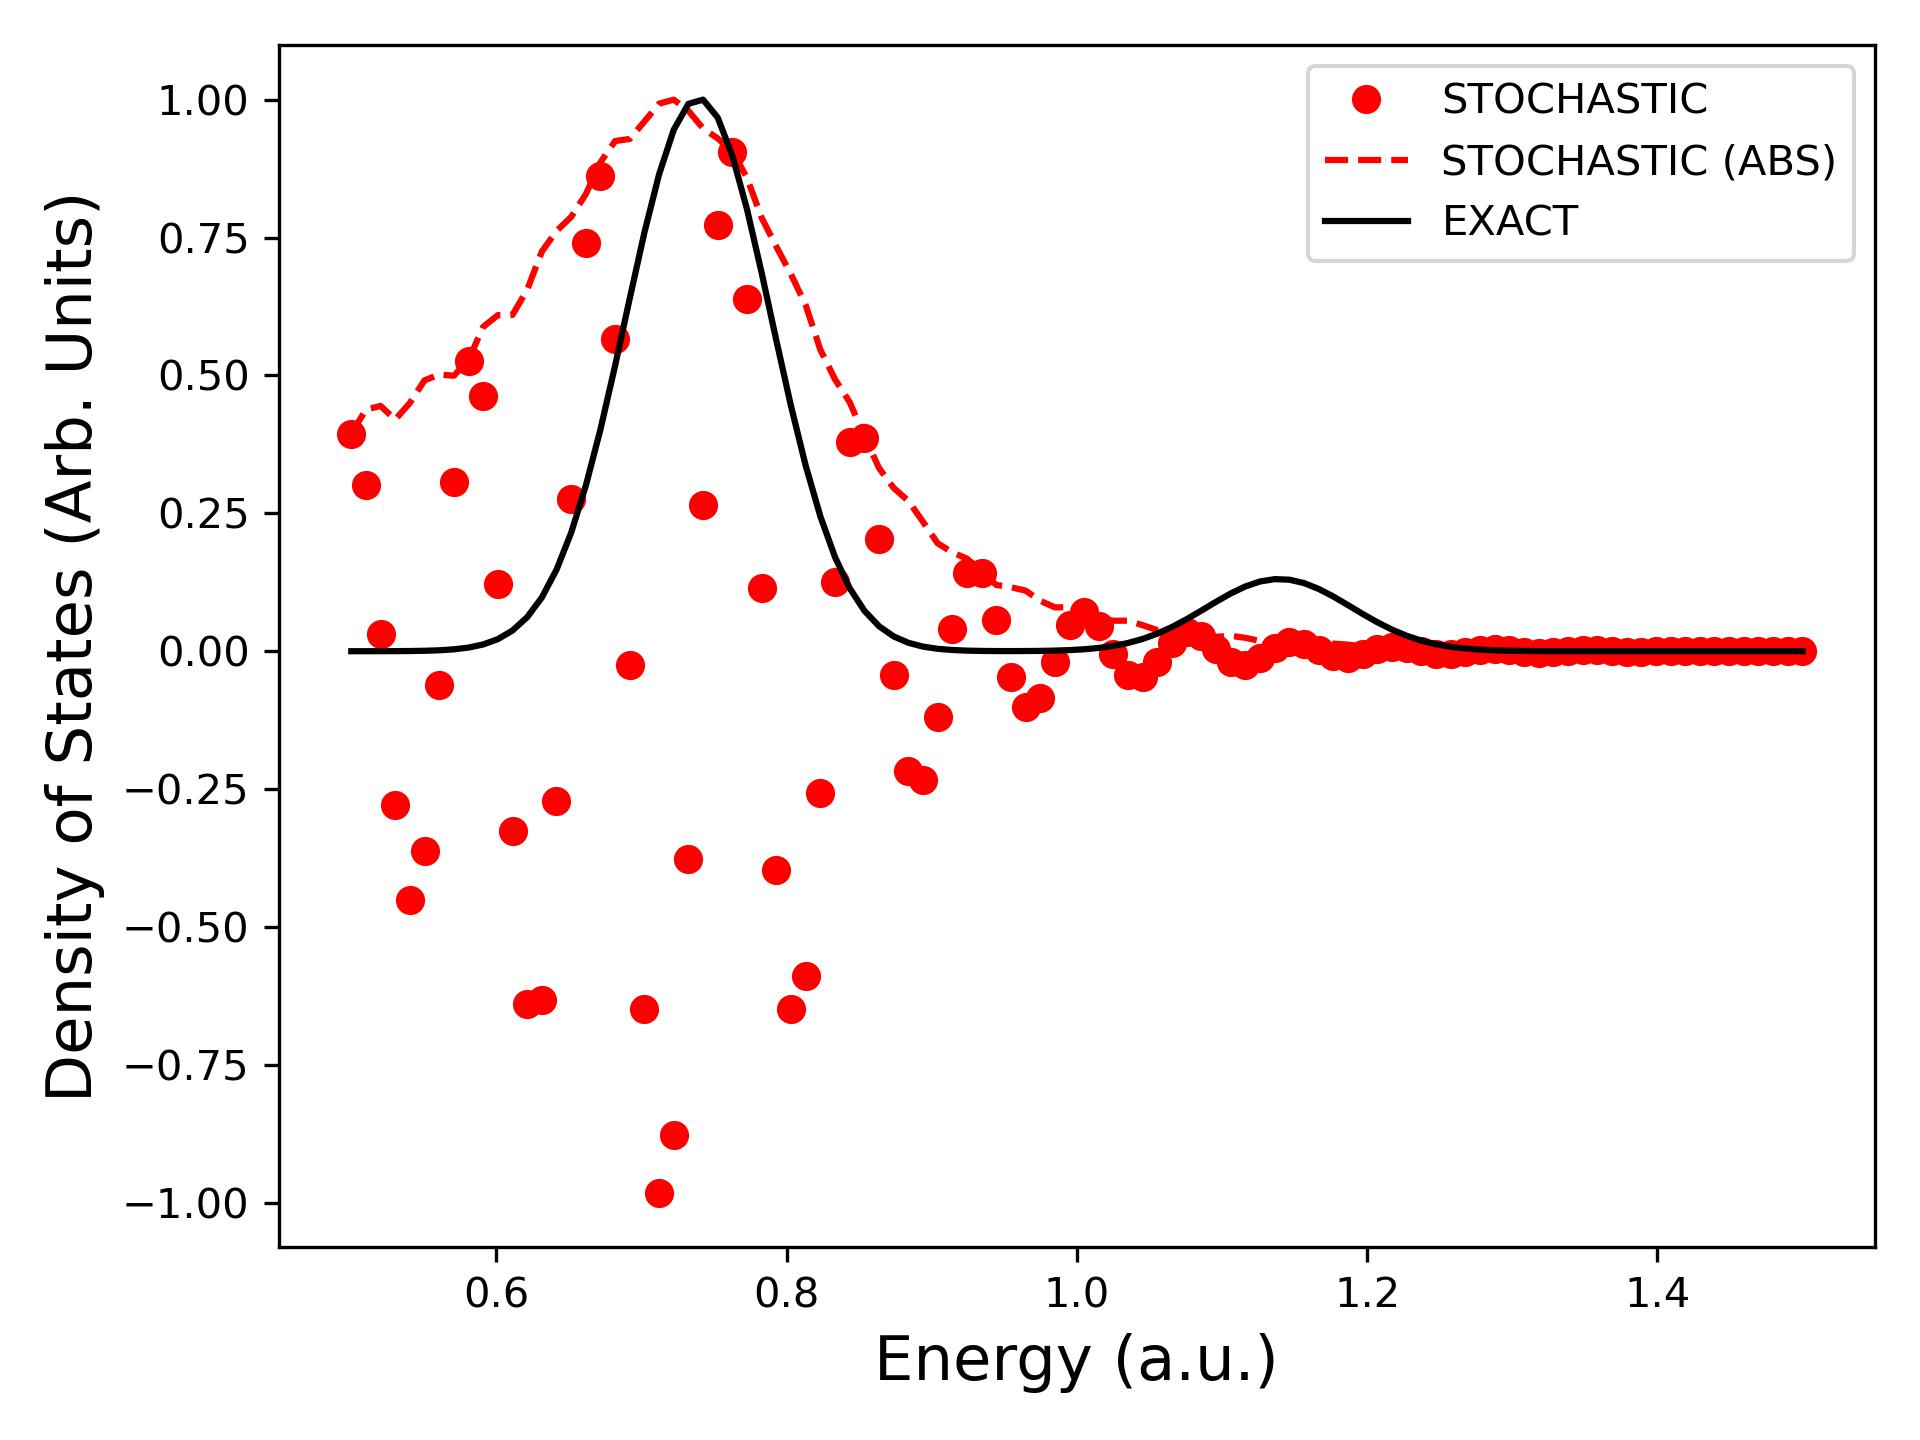 STOCHASTIC
STOCHASTIC (ABS)
EXACT
Density of States (Arb. Units)
1.00
0.75
0.50
0.25
0.00
−0.25
−0.50
−0.75
−1.00
0.6 0.8 1.0 1.2 1.4
Energy (a.u.)